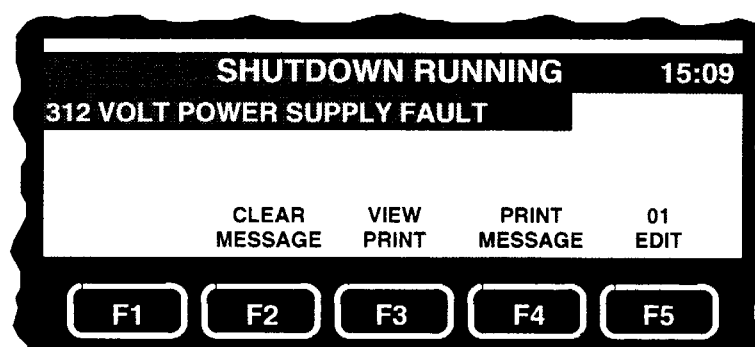 SHUTDOWN RUNNING 15:09
312 VOLT POWER SUPPLY FAULT
CLEAR VIEW PRINT 01
MESSAGE PRINT MESSAGE EDIT
F1 F2 F3 F4 F5